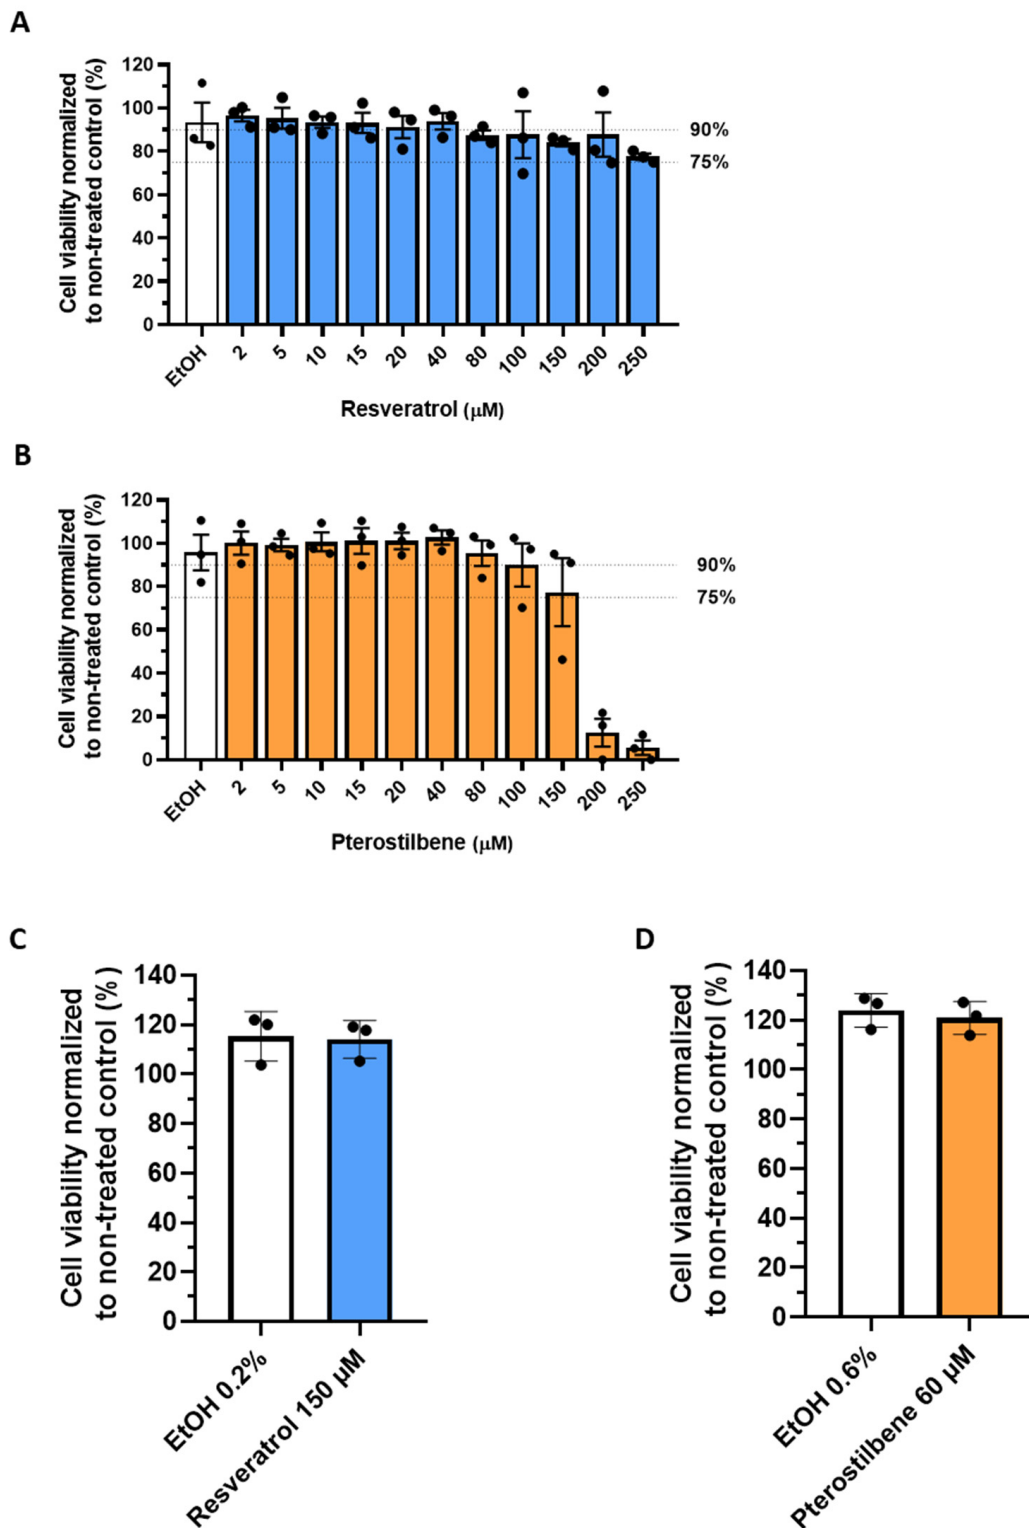 A
Cell viability normalized
to non-treated control (%)
120
100
80
60
40
20
0
90%
75%
EtOH 2 5 10 15 20 40 80 100 150 200 250
Resveratrol (μM)
B
Cell viability normalized
to non-treated control (%)
120
100
80
60
40
20
0
90%
75%
EtOH 2 5 10 15 20 40 80 100 150 200 250
Pterostilbene (μM)
C
Cell viability normalized
to non-treated control (%)
140
120
100
80
60
40
20
0
EtOH 0.2%
Resveratrol 150 μM
D
Cell viability normalized
to non-treated control (%)
140
120
100
80
60
40
20
0
EtOH 0.6%
Pterostilbene 60 μM